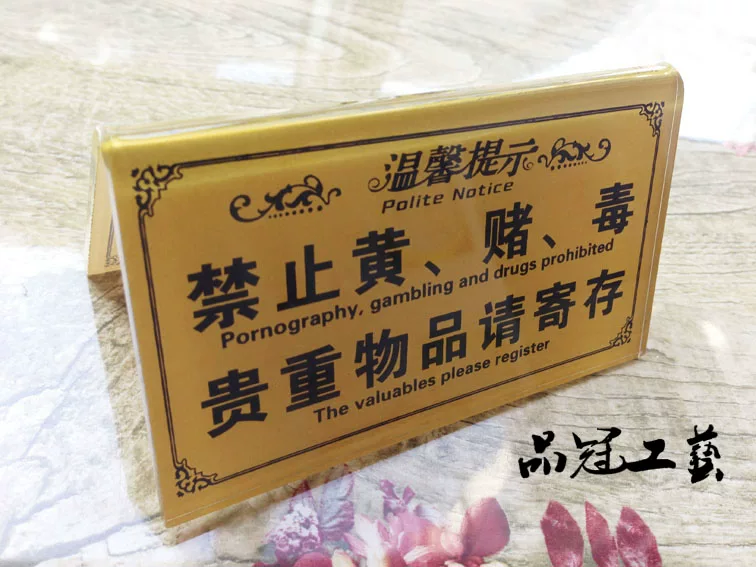 温馨提示
Polite Notice
禁止黄、赌、毒
Pornography, gambling and drugs prohibited
贵重物品请寄存
The valuables please register
品冠工藝